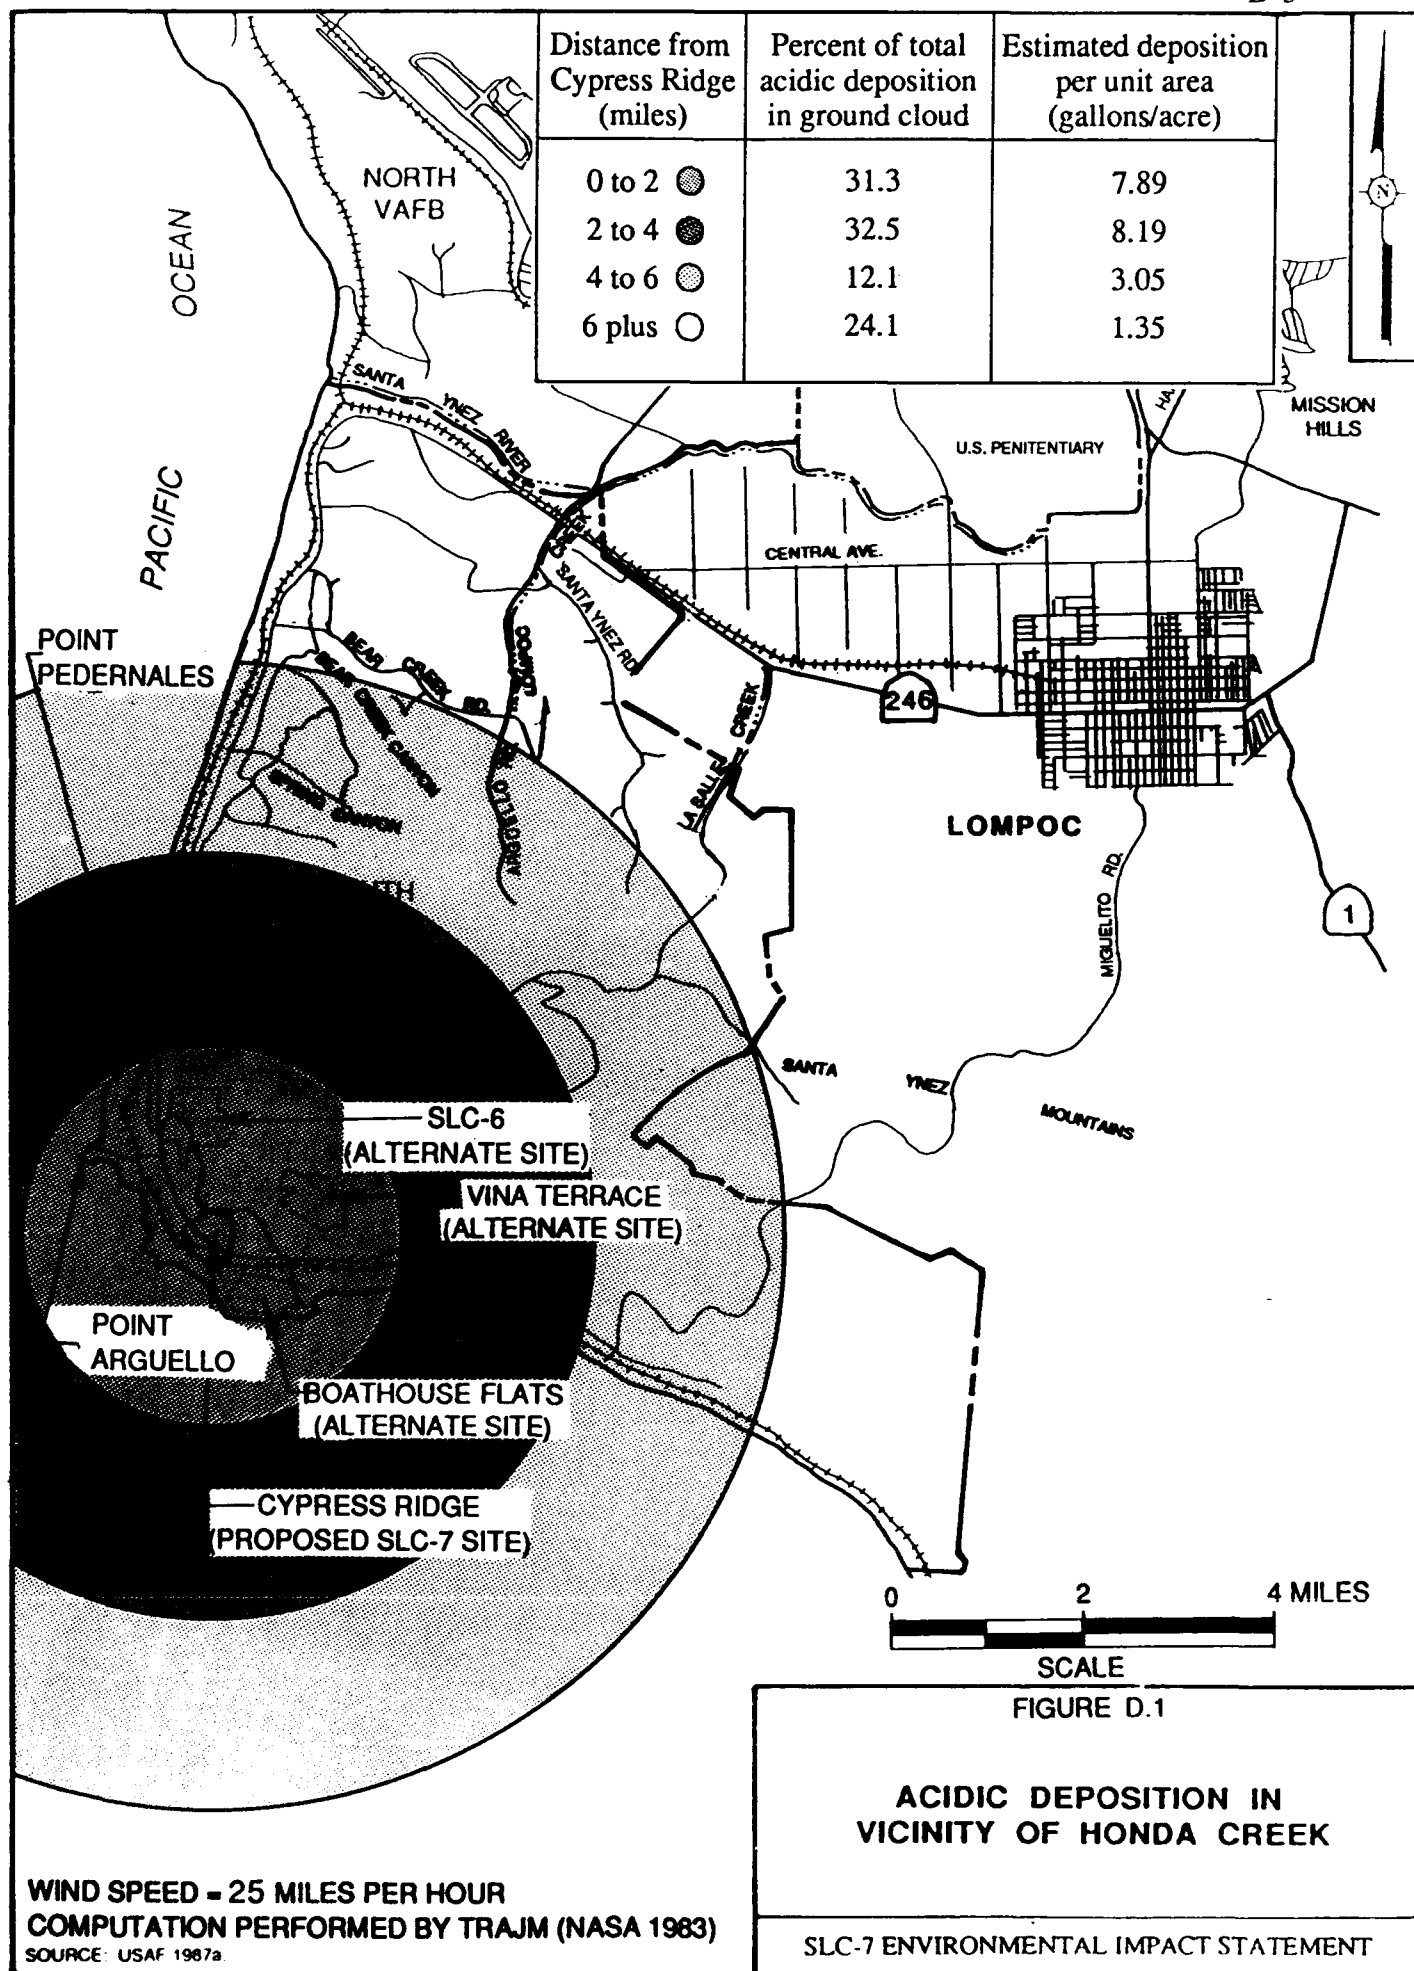 Distance from
Cypress Ridge
(miles)
Percent of total
acidic deposition
in ground cloud
Estimated deposition
per unit area
(gallons/acre)
0 to 2 31.3 7.89
2 to 4 32.5 8.19
4 to 6 12.1 3.05
6 plus 24.1 1.35
N
NORTH
VAFB
OCEAN
PACIFIC
SANTA YNEZ RIVER
MISSION
HILLS
U.S. PENITENTIARY
CENTRAL AVE.
SANTA YNEZ RD.
POINT
PEDERNALES
BEAR CREEK RD.
BEAR CREEK CANYON
SPRING CANYON
LOMPOC
ARGUELLO
LA SALLE CREEK
246
LOMPOC
MIGUELITO RD.
1
SANTA YNEZ MOUNTAINS
SLC-6
(ALTERNATE SITE)
VINA TERRACE
(ALTERNATE SITE)
POINT
ARGUELLO
BOATHOUSE FLATS
(ALTERNATE SITE)
CYPRESS RIDGE
(PROPOSED SLC-7 SITE)
0 2 4 MILES
SCALE
FIGURE D.1
ACIDIC DEPOSITION IN
VICINITY OF HONDA CREEK
WIND SPEED = 25 MILES PER HOUR
COMPUTATION PERFORMED BY TRAJM (NASA 1983)
SOURCE: USAF 1987a.
SLC-7 ENVIRONMENTAL IMPACT STATEMENT